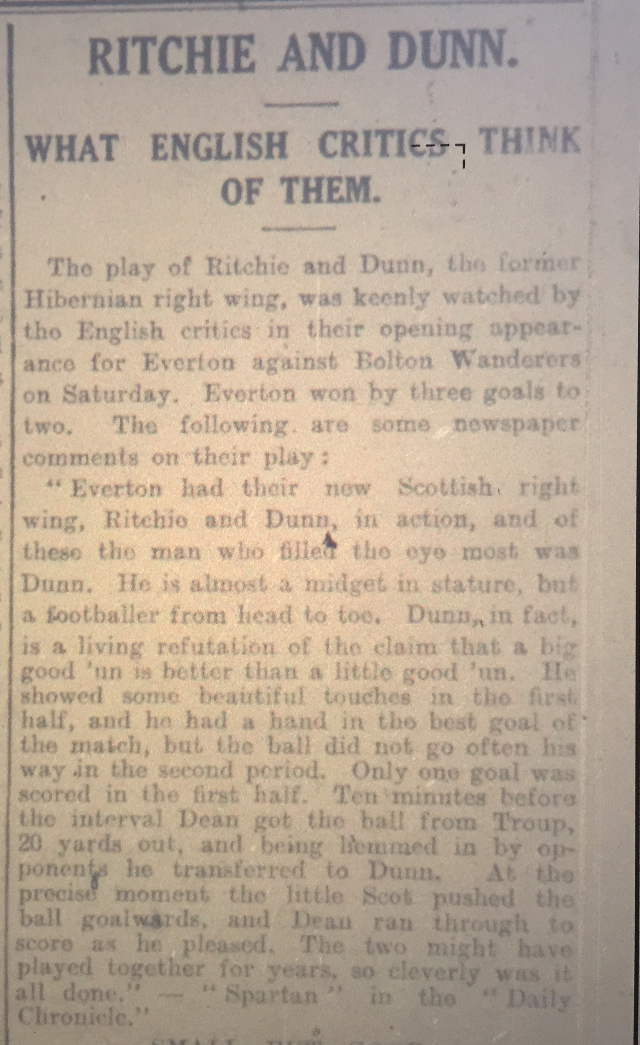 RITCHIE AND DUNN.
WHAT ENGLISH CRITICS THINK
OF THEM.
The play of Ritchie and Dunn, the former
Hibernian right wing, was keenly watched by
the English critics in their opening appear-
ance for Everton against Bolton Wanderers
on Saturday. Everton won by three goals to
two. The following are some newspaper
comments on their play:
"Everton had their new Scottish right
wing, Ritchie and Dunn, in action, and of
these the man who filled the eye most was
Dunn. He is almost a midget in stature, but
a footballer from head to toe. Dunn, in fact,
is a living refutation of the claim that a big
good 'un is better than a little good 'un. He
showed some beautiful touches in the first
half, and he had a hand in the best goal of
the match, but the ball did not go often his
way in the second period. Only one goal was
scored in the first half. Ten minutes before
the interval Dean got the ball from Troup,
20 yards out, and being hemmed in by op-
ponents he transferred to Dunn. At the
precise moment the little Scot pushed the
ball goalwards, and Dean ran through to
score as he pleased. The two might have
played together for years, so cleverly was it
all done." — "Spartan" in the "Daily
Chronicle."